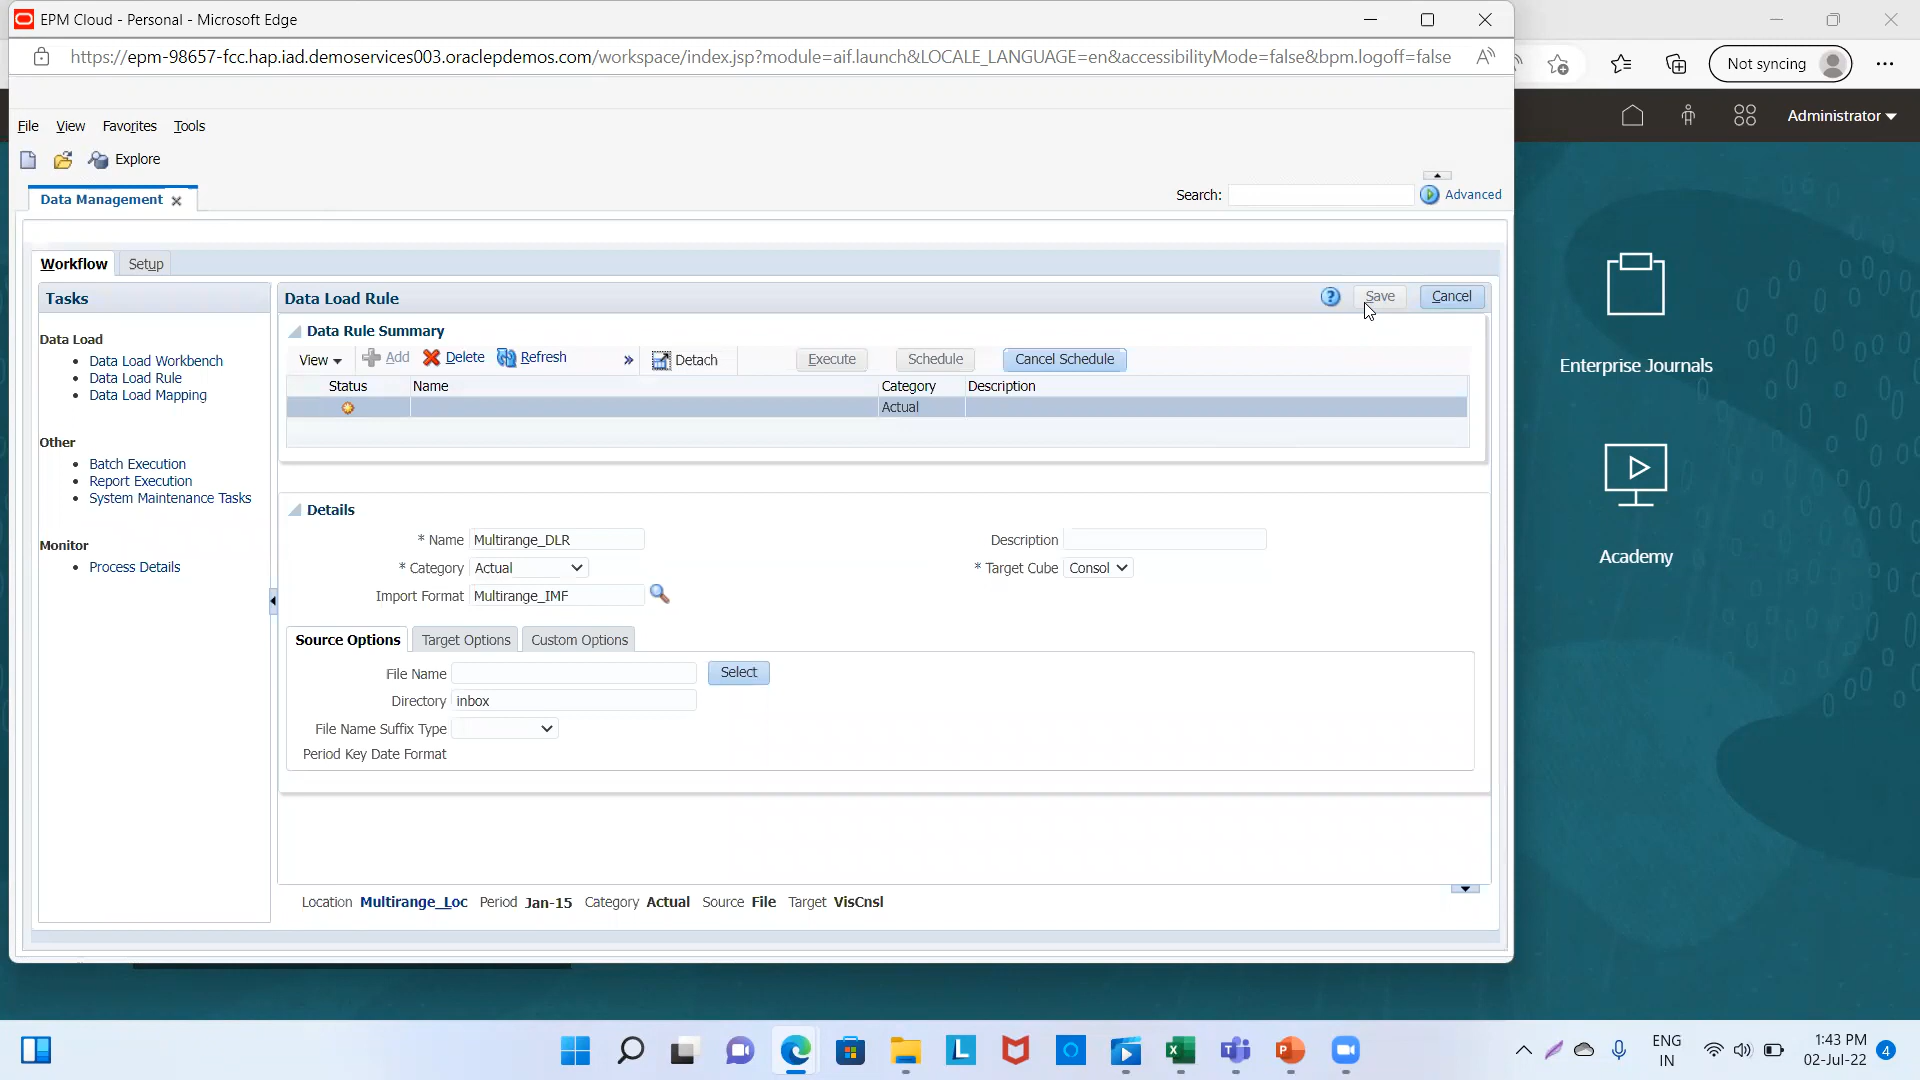 EPM Cloud - Personal - Microsoft Edge
https://epm-98657-fcc.hap.iad.demoservices003.oraclepdemos.com/workspace/index.jsp?module=aif.launch&LOCALE_LANGUAGE=en&accessibilityMode=false&bpm.logoff=false
Not syncing
Administrator
File View Favorites Tools
Explore
Data Management
Search: Advanced
Workflow Setup
Tasks
Data Load
Data Load Workbench
Data Load Rule
Data Load Mapping
Other
Batch Execution
Report Execution
System Maintenance Tasks
Monitor
Process Details
Data Load Rule Save Cancel
Data Rule Summary
View Add Delete Refresh » Detach Execute Schedule Cancel Schedule
Status Name Category Description
Actual
Details
* Name Multirange_DLR Description
* Category Actual * Target Cube Consol
Import Format Multirange_IMF
Source Options Target Options Custom Options
File Name Select
Directory inbox
File Name Suffix Type
Period Key Date Format
Location Multirange_Loc Period Jan-15 Category Actual Source File Target VisCnsl
Enterprise Journals
Academy
ENG
IN
1:43 PM
02-Jul-22
4